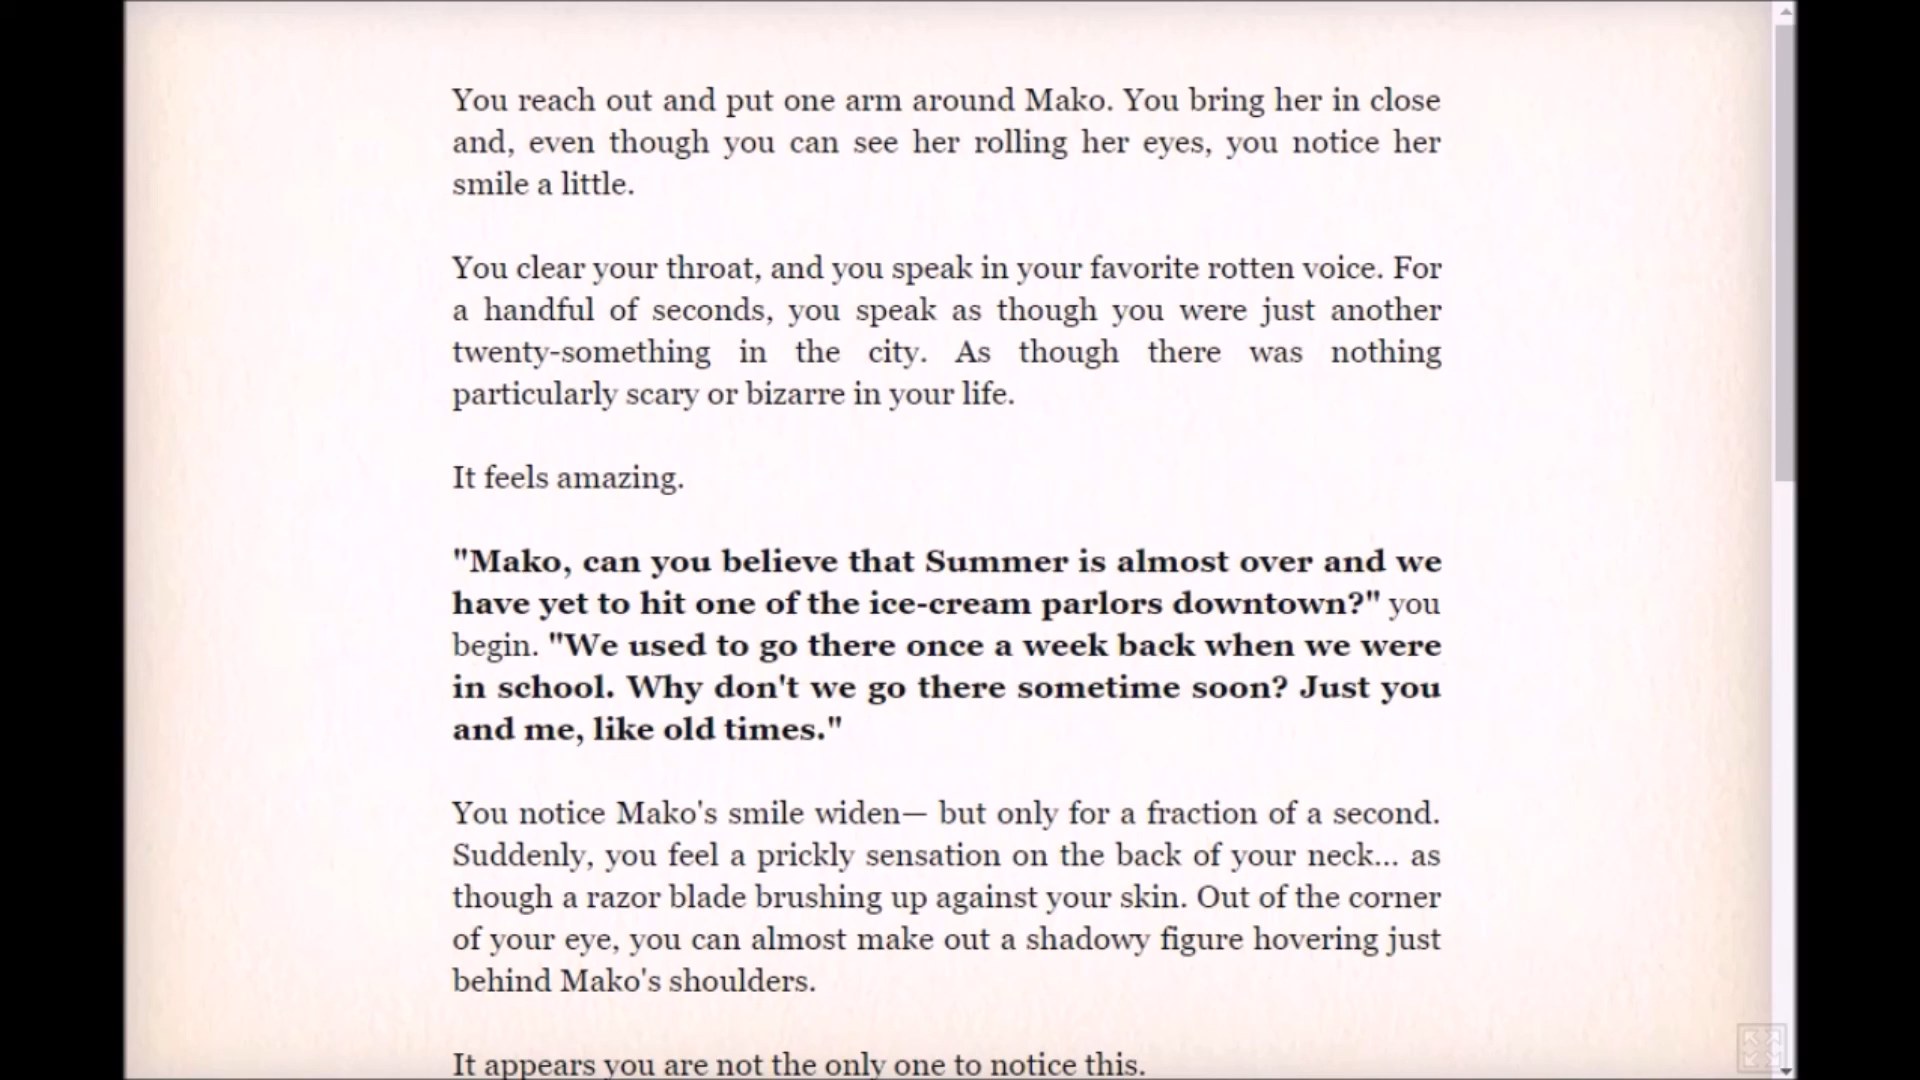 You reach out and put one arm around Mako. You bring her in close
and, even though you can see her rolling her eyes, you notice her
smile a little.
You clear your throat, and you speak in your favorite rotten voice. For
a handful of seconds, you speak as though you were just another
twenty-something in the city. As though there was nothing
particularly scary or bizarre in your life.
It feels amazing.
"Mako, can you believe that Summer is almost over and we
have yet to hit one of the ice-cream parlors downtown?" you
begin. "We used to go there once a week back when we were
in school. Why don't we go there sometime soon? Just you
and me, like old times."
You notice Mako's smile widen— but only for a fraction of a second.
Suddenly, you feel a prickly sensation on the back of your neck... as
though a razor blade brushing up against your skin. Out of the corner
of your eye, you can almost make out a shadowy figure hovering just
behind Mako's shoulders.
It appears you are not the only one to notice this.